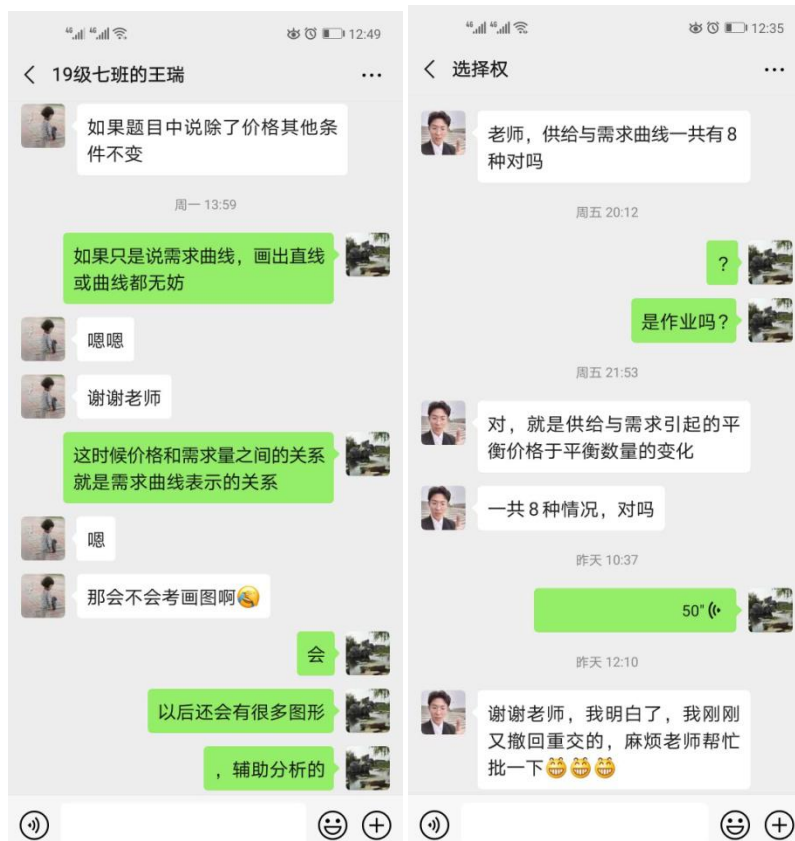 46 46 12:49
19级七班的王瑞
如果题目中说除了价格其他条
件不变
周一 13:59
如果只是说需求曲线，画出直线
或曲线都无妨
嗯嗯
谢谢老师
这时候价格和需求量之间的关系
就是需求曲线表示的关系
嗯
那会不会考画图啊
会
以后还会有很多图形
，辅助分析的
46 46 12:35
选择权
老师，供给与需求曲线一共有8
种对吗
周五 20:12
?
是作业吗?
周五 21:53
对，就是供给与需求引起的平
衡价格于平衡数量的变化
一共8种情况，对吗
昨天 10:37
50"
昨天 12:10
谢谢老师，我明白了，我刚刚
又撤回重交的，麻烦老师帮忙
批一下